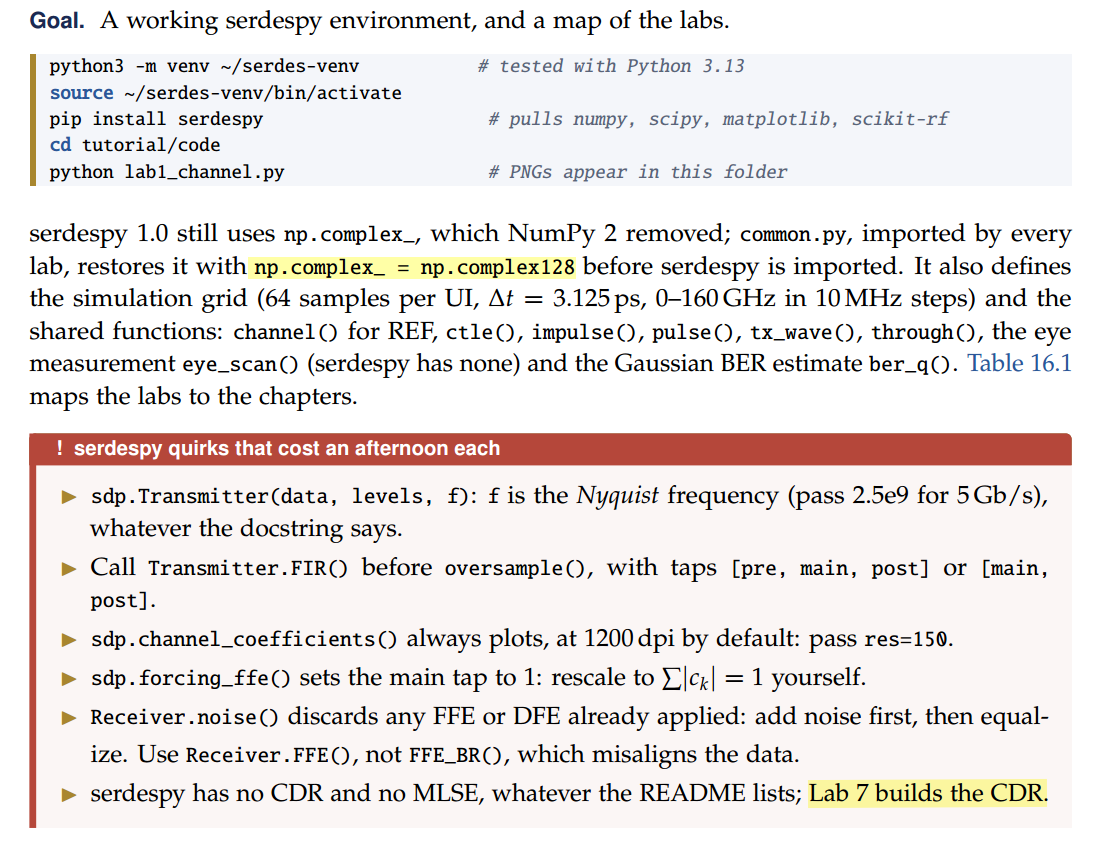 Goal. A working serdespy environment, and a map of the labs.
python3 -m venv ~/serdes-venv # tested with Python 3.13
source ~/serdes-venv/bin/activate
pip install serdespy # pulls numpy, scipy, matplotlib, scikit-rf
cd tutorial/code
python lab1_channel.py # PNGs appear in this folder
serdespy 1.0 still uses np.complex_, which NumPy 2 removed; common.py, imported by every
lab, restores it with np.complex_ = np.complex128 before serdespy is imported. It also defines
the simulation grid (64 samples per UI, Δt = 3.125 ps, 0–160 GHz in 10 MHz steps) and the
shared functions: channel() for REF, ctle(), impulse(), pulse(), tx_wave(), through(), the eye
measurement eye_scan() (serdespy has none) and the Gaussian BER estimate ber_q(). Table 16.1
maps the labs to the chapters.
! serdespy quirks that cost an afternoon each
▶ sdp.Transmitter(data, levels, f): f is the Nyquist frequency (pass 2.5e9 for 5 Gb/s),
whatever the docstring says.
▶ Call Transmitter.FIR() before oversample(), with taps [pre, main, post] or [main,
post].
▶ sdp.channel_coefficients() always plots, at 1200 dpi by default: pass res=150.
▶ sdp.forcing_ffe() sets the main tap to 1: rescale to ∑|cₖ| = 1 yourself.
▶ Receiver.noise() discards any FFE or DFE already applied: add noise first, then equal-
ize. Use Receiver.FFE(), not FFE_BR(), which misaligns the data.
▶ serdespy has no CDR and no MLSE, whatever the README lists; Lab 7 builds the CDR.